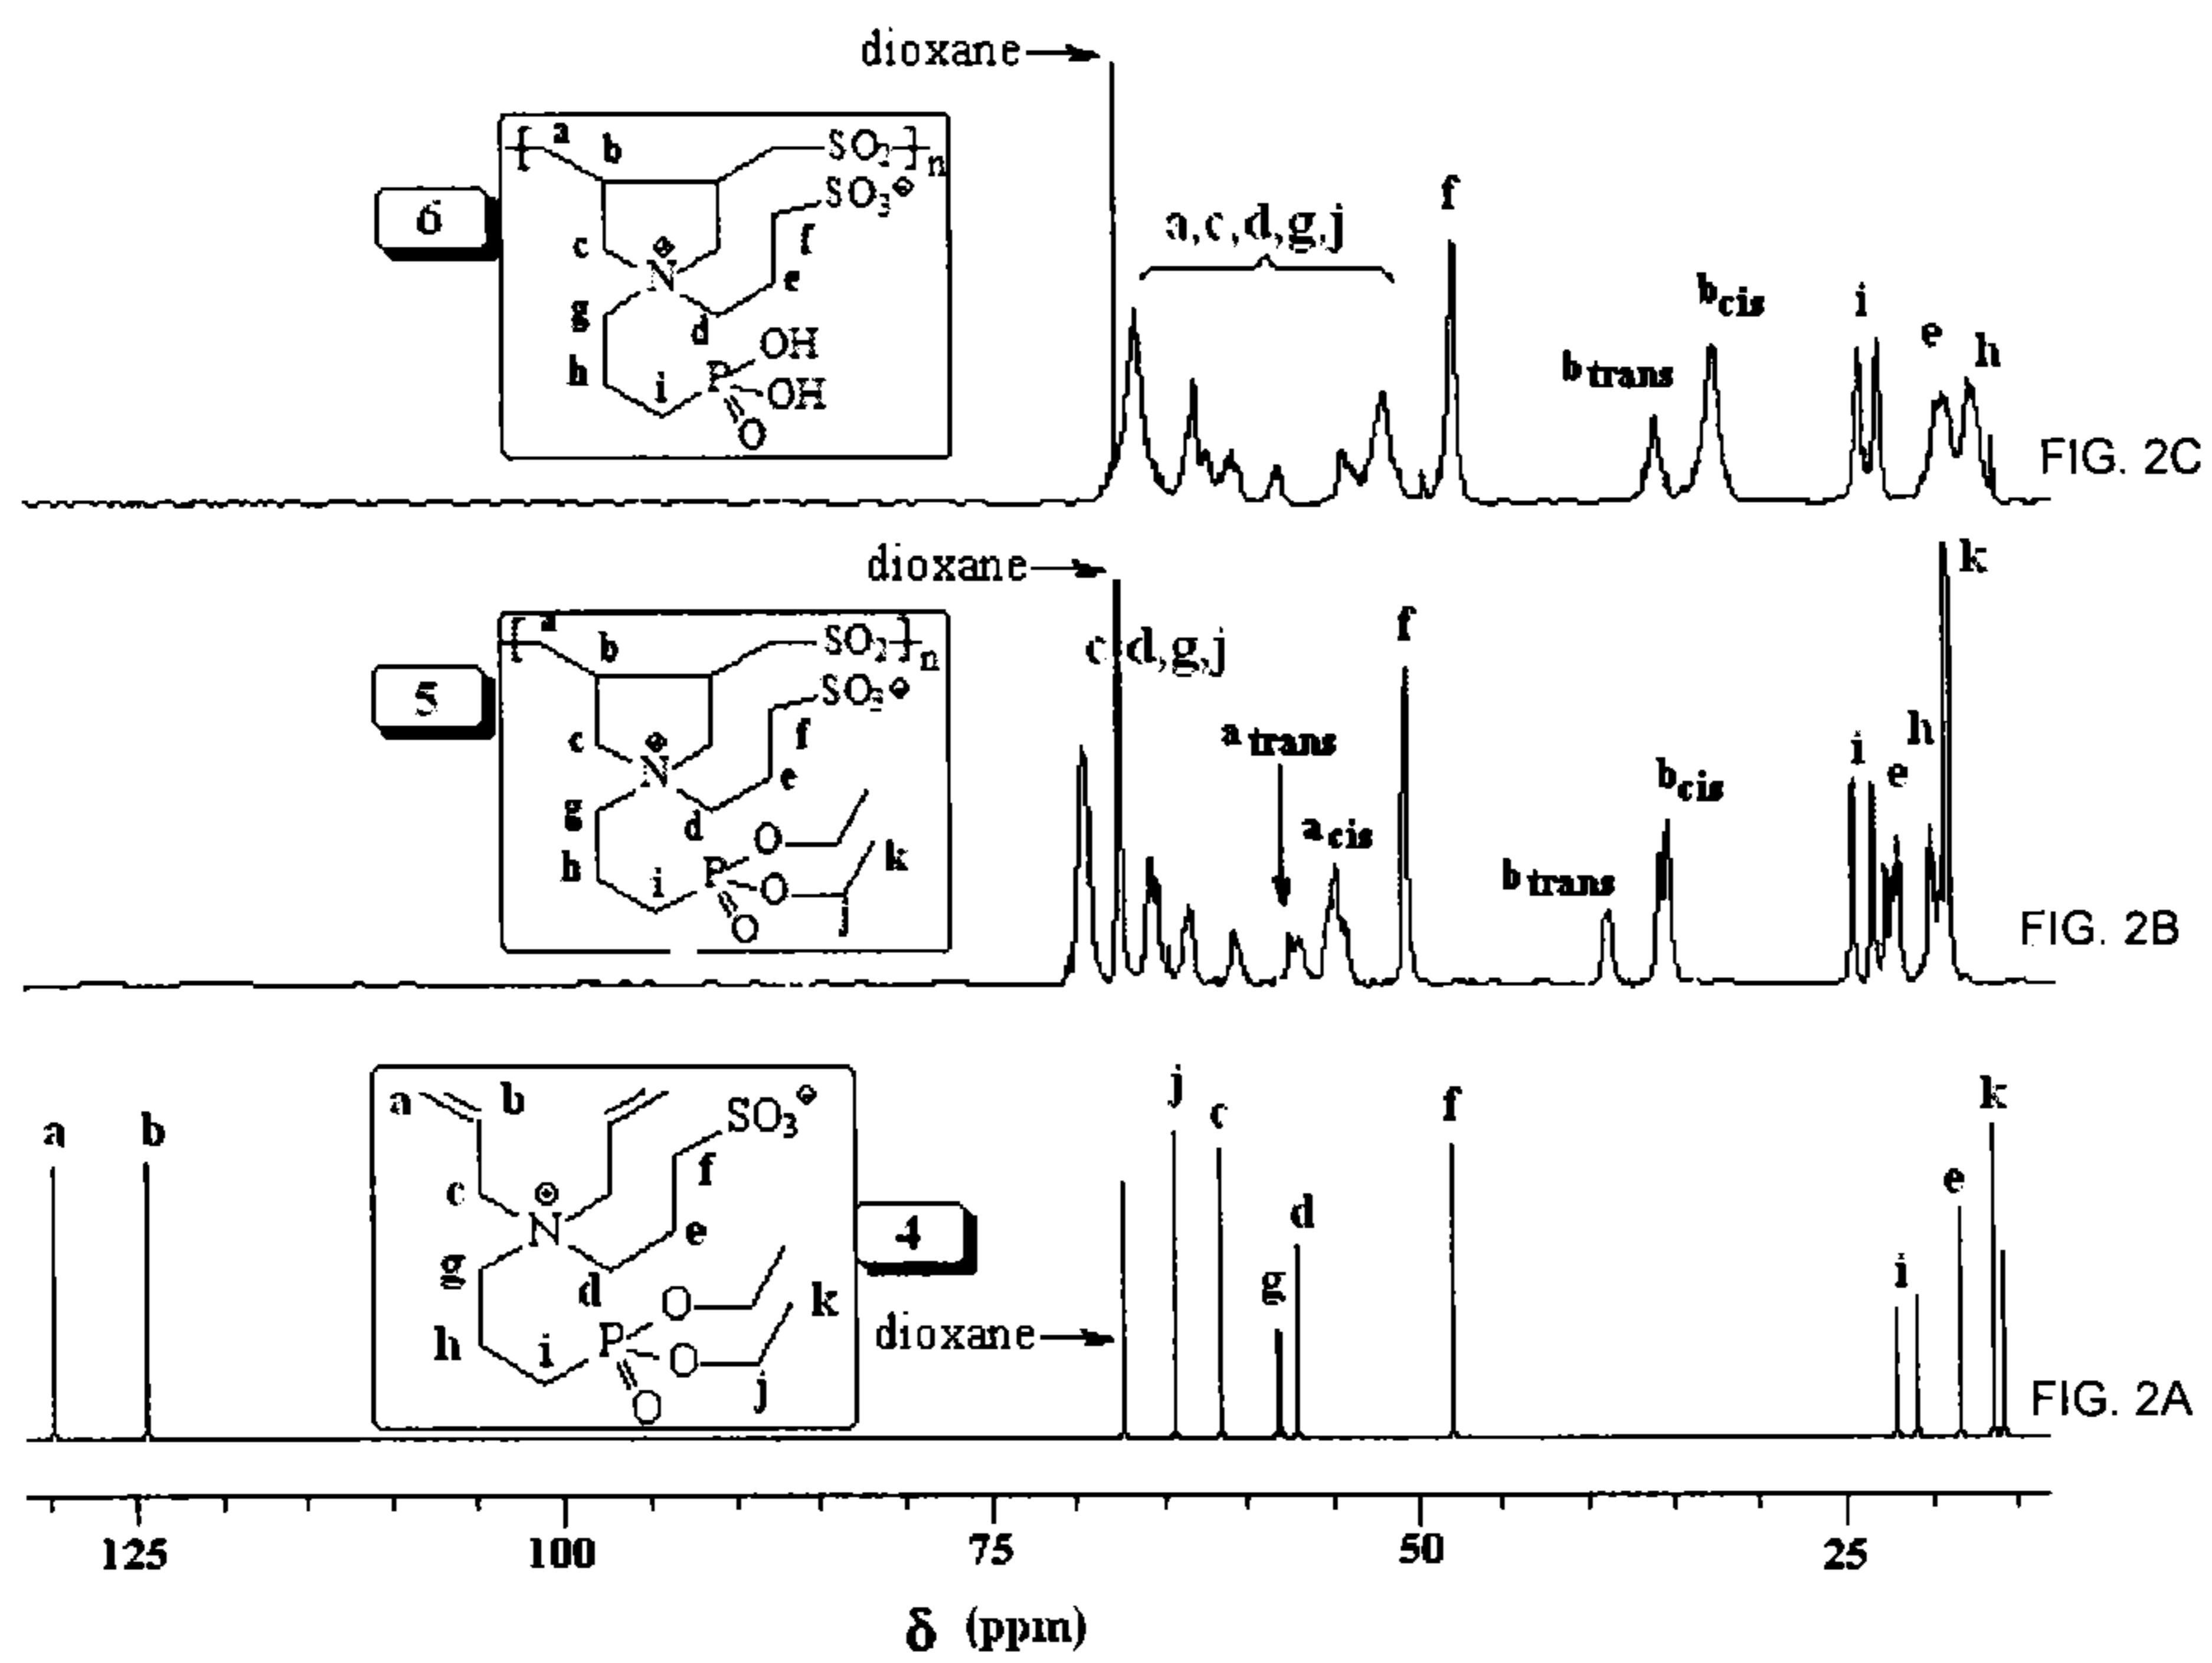 dioxane
a
b
SO2
n
SO3⊖
6
c
⊕
N
f
e
g
d
OH
h
i
P
OH
O
a,c,d,g,j
f
b trans
b cis
i
e
h
FIG. 2C
dioxane
a
b
SO2
n
SO3⊖
5
c
⊕
N
f
e
g
d
O
h
i
P
O
k
O
j
c d,g,j
a trans
a cis
f
b trans
b cis
i
e
h
k
FIG. 2B
a
b
a
b
SO3⊖
c
⊕
N
f
e
4
g
d
O
k
h
i
P
O
j
O
dioxane
j
c
g
d
f
i
e
k
FIG. 2A
125
100
75
50
25
δ (ppm)